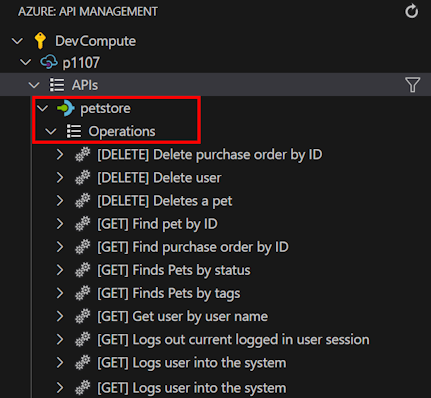 AZURE: API MANAGEMENT
DevCompute
p1107
APIs
petstore
Operations
[DELETE] Delete purchase order by ID
[DELETE] Delete user
[DELETE] Deletes a pet
[GET] Find pet by ID
[GET] Find purchase order by ID
[GET] Finds Pets by status
[GET] Finds Pets by tags
[GET] Get user by user name
[GET] Logs out current logged in user session
[GET] Logs user into the system
[GET] Logs user into the system